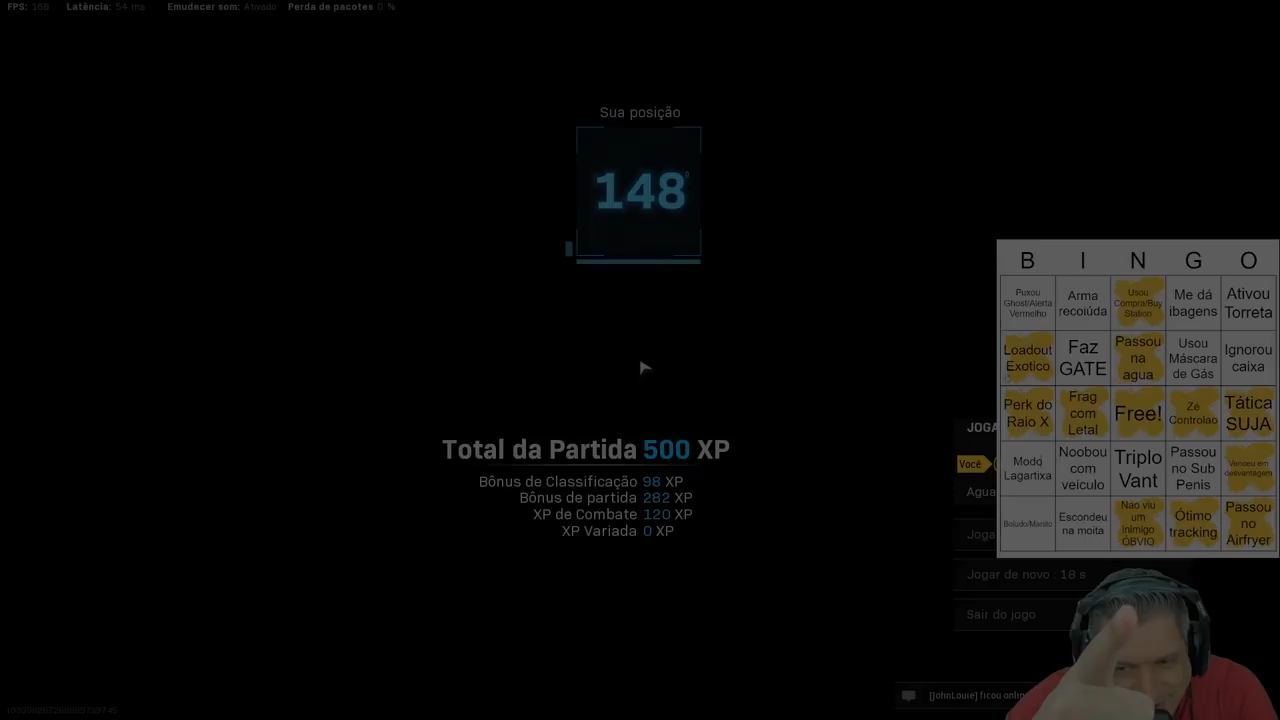 FPS: 168 Latência: 54 ms Emudecer som: Ativado Perda de pacotes 0 %
Sua posição
148º
Total da Partida 500 XP
Bônus de Classificação 98 XP
Bônus de partida 282 XP
XP de Combate 120 XP
XP Variada 0 XP
JOGA
Você
Agua
Joga
Jogar de novo : 18 s
Sair do jogo
[JohnLouie] ficou onlin
B I N G O
Puxou
Ghost/Alerta
Vermelho
Arma
recoiúda
Usou
Compra/Buy
Station
Me dá
ibagens
Ativou
Torreta
Loadout
Exotico
Faz
GATE
Passou
na
agua
Usou
Máscara
de Gás
Ignorou
caixa
Perk do
Raio X
Frag
com
Letal
Free!
Zé
Controlao
Tática
SUJA
Modo
Lagartixa
Noobou
com
veículo
Triplo
Vant
Passou
no Sub
Penis
Venceu em
desvantagem
Escondeu
na moita
Nao viu
um
inimigo
ÓBVIO
Ótimo
tracking
Passou
no
Airfryer